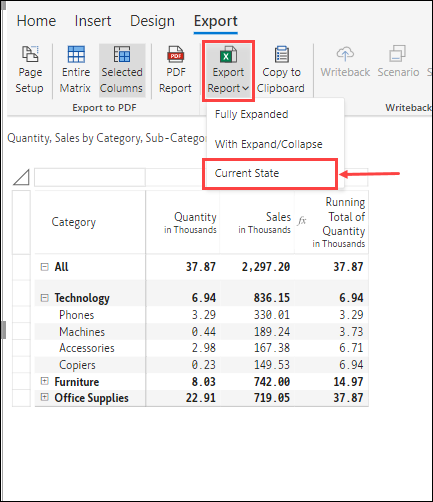 Home Insert Design Export
Page Setup
Entire Matrix
Selected Columns
PDF Report
Export Report
Copy to Clipboard
Writeback
Scenario
S
Export to PDF
Writeback
Fully Expanded
With Expand/Collapse
Current State
Quantity, Sales by Category, Sub-Categor
Category
Quantity
in Thousands
Sales
in Thousands
fx
Running
Total of
Quantity
in Thousands
All 37.87 2,297.20 37.87
Technology 6.94 836.15 6.94
Phones 3.29 330.01 3.29
Machines 0.44 189.24 3.73
Accessories 2.98 167.38 6.71
Copiers 0.23 149.53 6.94
Furniture 8.03 742.00 14.97
Office Supplies 22.91 719.05 37.87